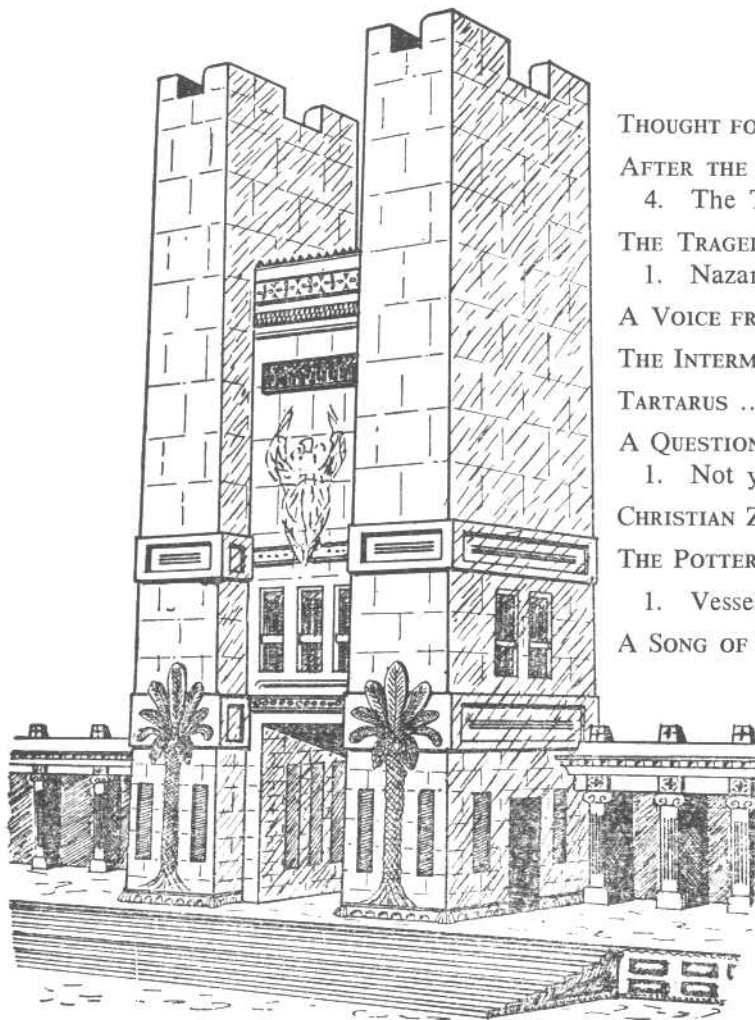 THOUGHT FO
AFTER THE
4. The T
THE TRAGE
1. Nazar
A VOICE FR
THE INTERM
TARTARUS ..
A QUESTION
1. Not y
CHRISTIAN Z
THE POTTER
1. Vesse
A SONG OF